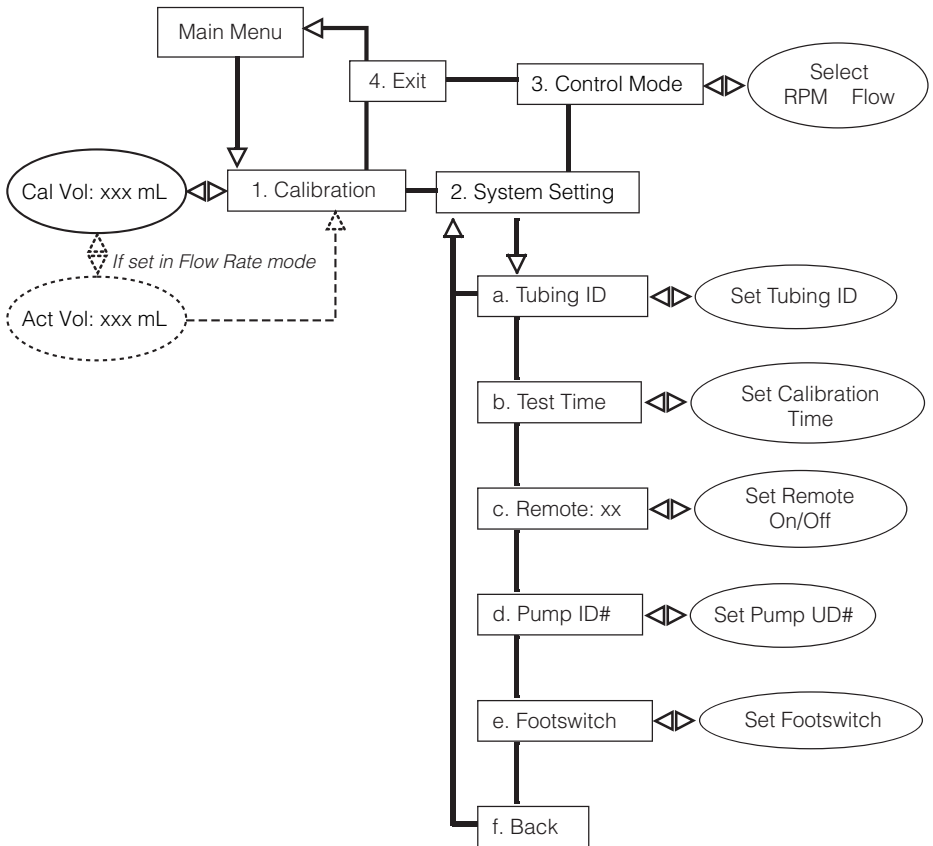 Main Menu
4. Exit
3. Control Mode
Select
RPM Flow
Cal Vol: xxx mL
1. Calibration
2. System Setting
If set in Flow Rate mode
Act Vol: xxx mL
a. Tubing ID
Set Tubing ID
b. Test Time
Set Calibration
Time
c. Remote: xx
Set Remote
On/Off
d. Pump ID#
Set Pump UD#
e. Footswitch
Set Footswitch
f. Back